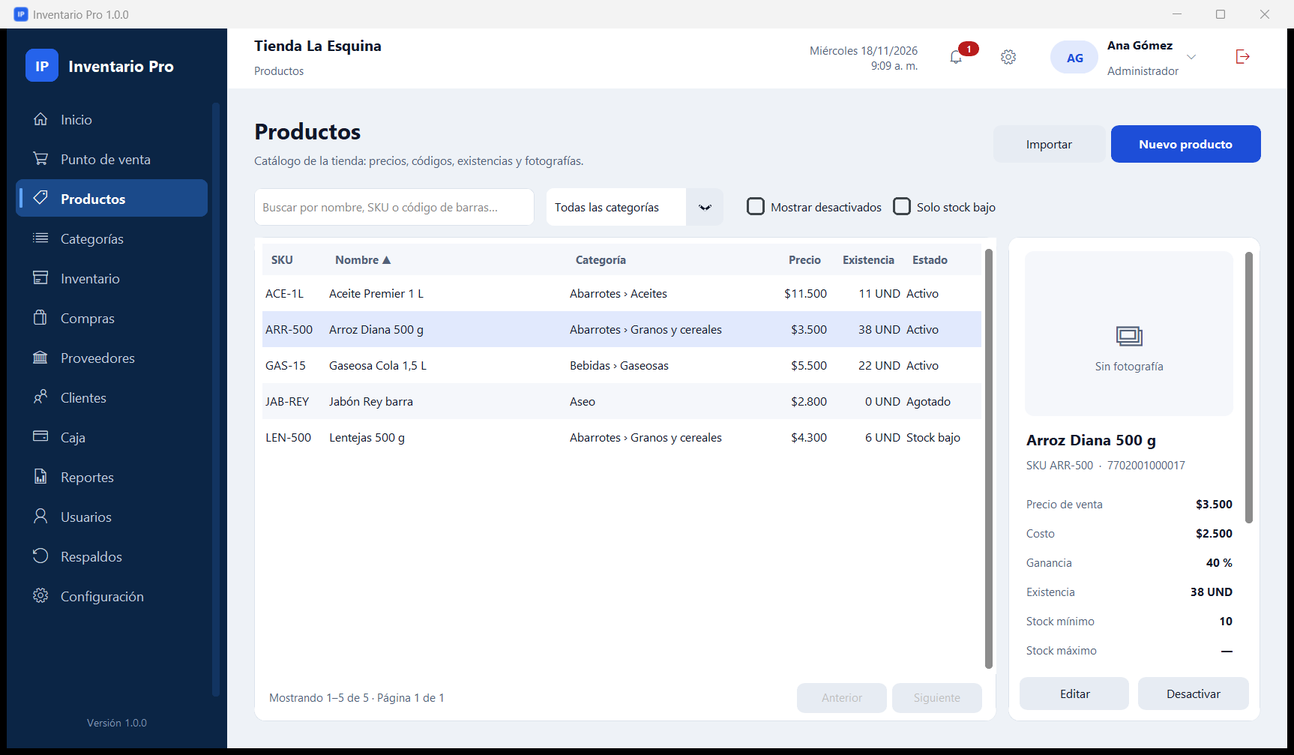 IP Inventario Pro 1.0.0
IP Inventario Pro
Inicio
Punto de venta
Productos
Categorías
Inventario
Compras
Proveedores
Clientes
Caja
Reportes
Usuarios
Respaldos
Configuración
Versión 1.0.0
Tienda La Esquina
Productos
Miércoles 18/11/2026
9:09 a. m.
1
AG
Ana Gómez
Administrador
Productos
Catálogo de la tienda: precios, códigos, existencias y fotografías.
Importar
Nuevo producto
Buscar por nombre, SKU o código de barras...
Todas las categorías
Mostrar desactivados
Solo stock bajo
SKU Nombre ▲ Categoría Precio Existencia Estado
ACE-1L Aceite Premier 1 L Abarrotes › Aceites $11.500 11 UND Activo
ARR-500 Arroz Diana 500 g Abarrotes › Granos y cereales $3.500 38 UND Activo
GAS-15 Gaseosa Cola 1,5 L Bebidas › Gaseosas $5.500 22 UND Activo
JAB-REY Jabón Rey barra Aseo $2.800 0 UND Agotado
LEN-500 Lentejas 500 g Abarrotes › Granos y cereales $4.300 6 UND Stock bajo
Mostrando 1–5 de 5 · Página 1 de 1
Anterior
Siguiente
Sin fotografía
Arroz Diana 500 g
SKU ARR-500 · 7702001000017
Precio de venta $3.500
Costo $2.500
Ganancia 40 %
Existencia 38 UND
Stock mínimo 10
Stock máximo —
Editar
Desactivar